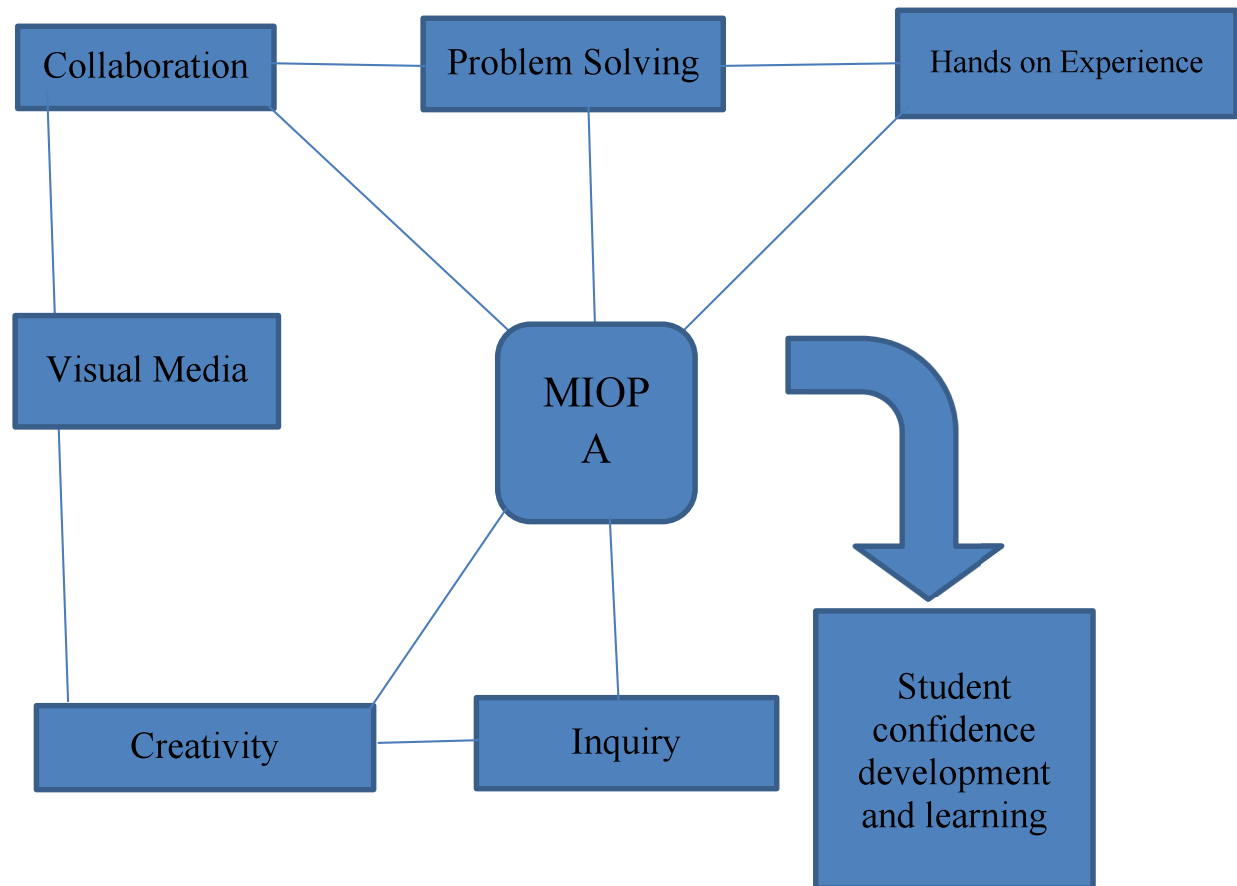 Collaboration
Problem Solving
Hands on Experience
Visual Media
MIOP
A
Creativity
Inquiry
Student
confidence
development
and learning